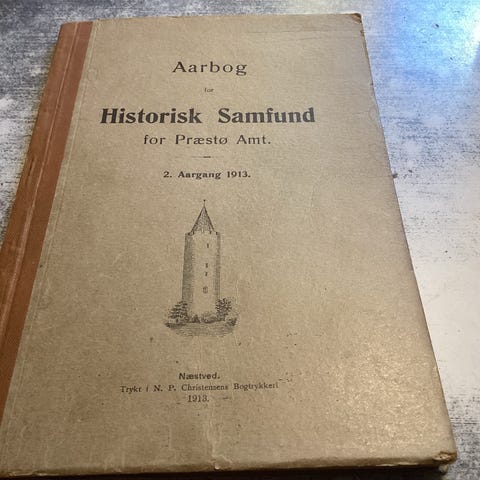 Aarbog
for
Historisk Samfund
for Præstø Amt.
2. Aargang 1913.
Næstved.
Trykt i N. P. Christensens Bogtrykkeri
1913.